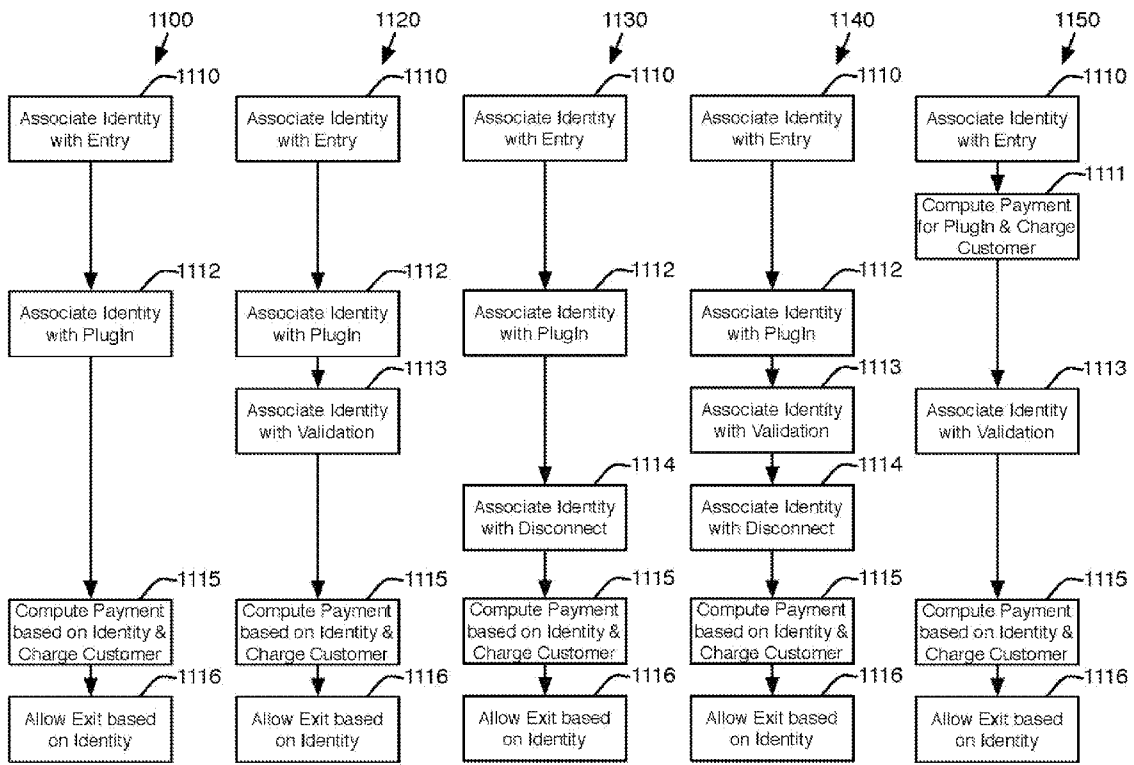 1100
1110
Associate Identity
with Entry
1112
Associate Identity
with PlugIn
1115
Compute Payment
based on Identity &
Charge Customer
1116
Allow Exit based
on Identity
1120
1110
Associate Identity
with Entry
1112
Associate Identity
with PlugIn
1113
Associate Identity
with Validation
1115
Compute Payment
based on Identity &
Charge Customer
1116
Allow Exit based
on Identity
1130
1110
Associate Identity
with Entry
1112
Associate Identity
with PlugIn
1114
Associate Identity
with Disconnect
1115
Compute Payment
based on Identity &
Charge Customer
1116
Allow Exit based
on Identity
1140
1110
Associate Identity
with Entry
1112
Associate Identity
with PlugIn
1113
Associate Identity
with Validation
1114
Associate Identity
with Disconnect
1115
Compute Payment
based on Identity &
Charge Customer
1116
Allow Exit based
on Identity
1150
1110
Associate Identity
with Entry
1111
Compute Payment
for PlugIn & Charge
Customer
1113
Associate Identity
with Validation
1115
Compute Payment
based on Identity &
Charge Customer
1116
Allow Exit based
on Identity